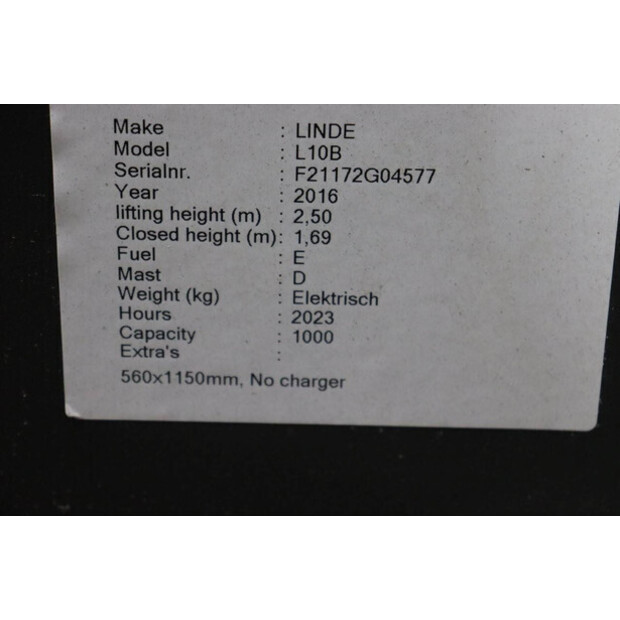 Make : LINDE
Model : L10B
Serialnr. : F21172G04577
Year : 2016
lifting height (m) : 2,50
Closed height (m): 1,69
Fuel : E
Mast : D
Weight (kg) : Elektrisch
Hours : 2023
Capacity : 1000
Extra's :
560x1150mm, No charger